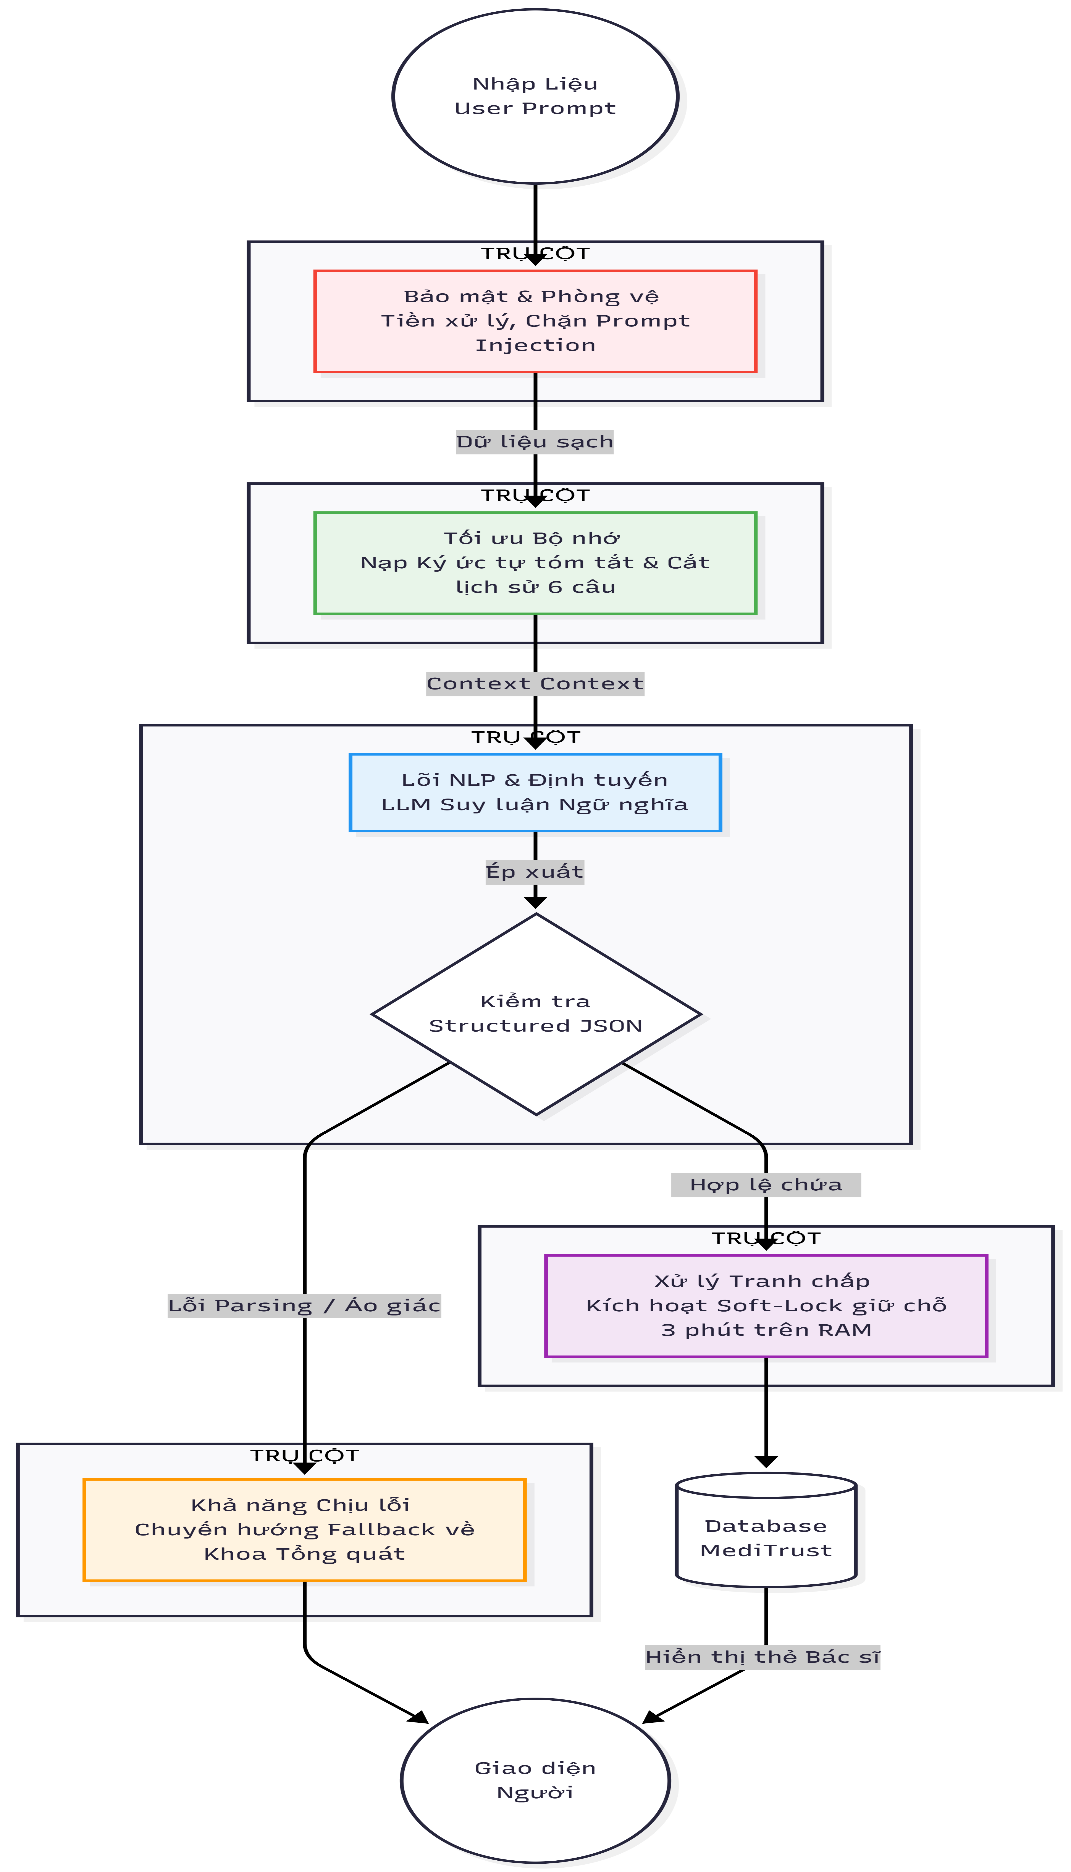 Nhập Liệu
User Prompt
TRỤ CỘT
Bảo mật & Phòng vệ
Tiền xử lý, Chặn Prompt
Injection
Dữ liệu sạch
TRỤ CỘT
Tối ưu Bộ nhớ
Nạp Ký ức tự tóm tắt & Cắt
lịch sử 6 câu
Context Context
TRỤ CỘT
Lõi NLP & Định tuyến
LLM Suy luận Ngữ nghĩa
Ép xuất
Kiểm tra
Structured JSON
Hợp lệ chứa
TRỤ CỘT
Xử lý Tranh chấp
Kích hoạt Soft-Lock giữ chỗ
3 phút trên RAM
Lỗi Parsing / Ảo giác
TRỤ CỘT
Khả năng Chịu lỗi
Chuyển hướng Fallback về
Khoa Tổng quát
Database
MediTrust
Hiển thị thẻ Bác sĩ
Giao diện
Người